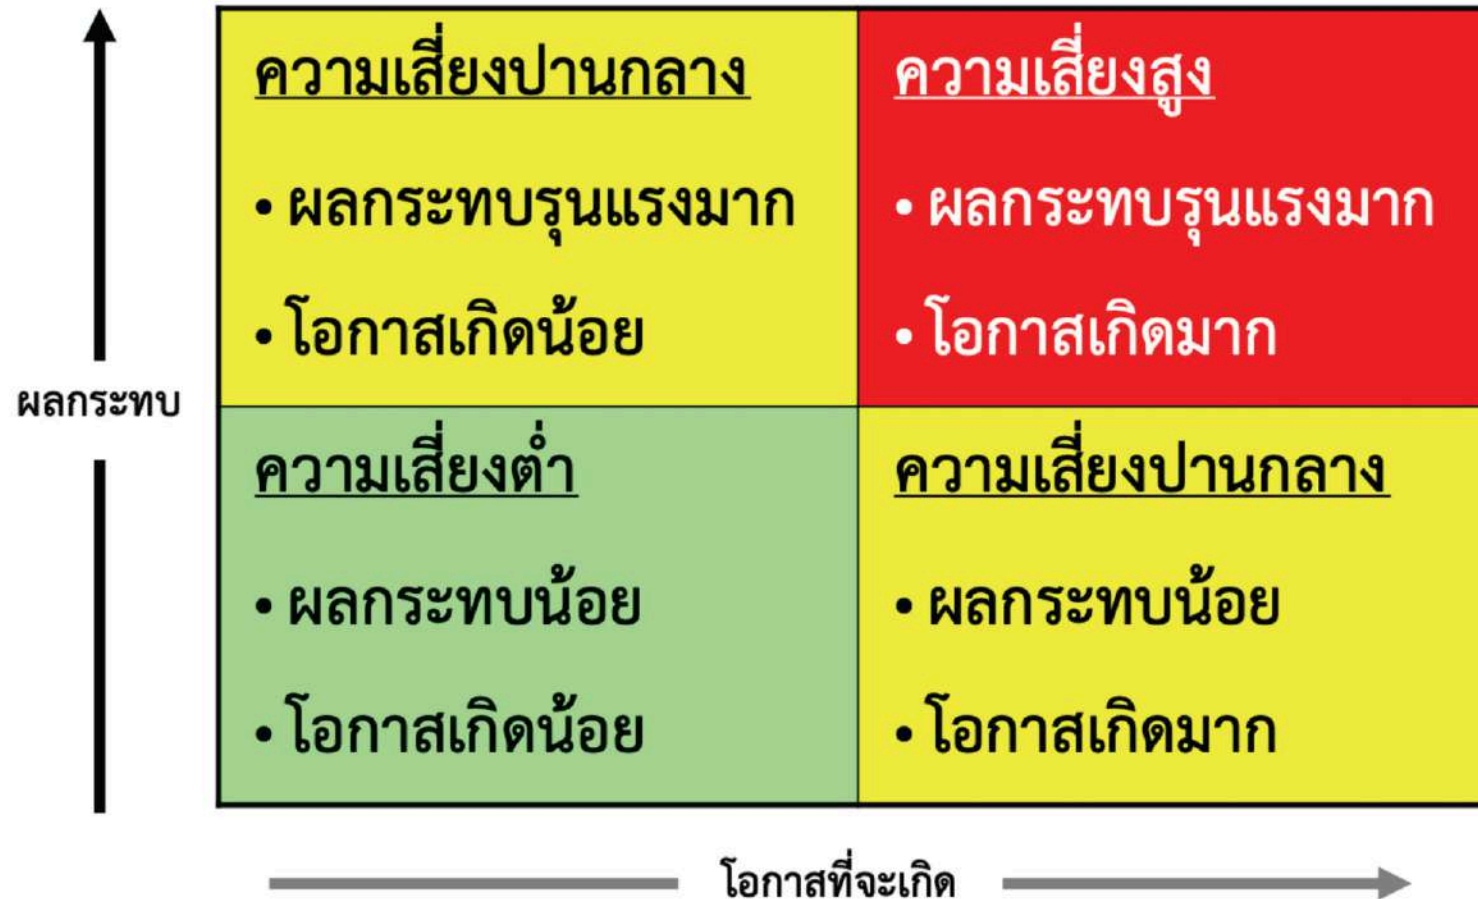 ความเสี่ยงปานกลาง
• ผลกระทบรุนแรงมาก
• โอกาสเกิดน้อย
ความเสี่ยงสูง
• ผลกระทบรุนแรงมาก
• โอกาสเกิดมาก
ผลกระทบ
ความเสี่ยงต่ำ
• ผลกระทบน้อย
• โอกาสเกิดน้อย
ความเสี่ยงปานกลาง
• ผลกระทบน้อย
• โอกาสเกิดมาก
โอกาสที่จะเกิด